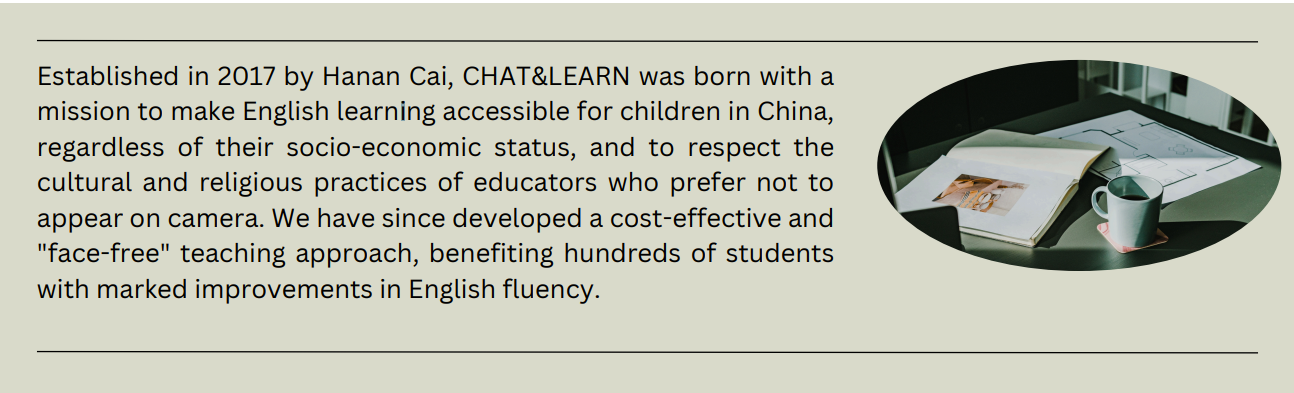 Established in 2017 by Hanan Cai, CHAT&LEARN was born with a
mission to make English learning accessible for children in China,
regardless of their socio-economic status, and to respect the
cultural and religious practices of educators who prefer not to
appear on camera. We have since developed a cost-effective and
"face-free" teaching approach, benefiting hundreds of students
with marked improvements in English fluency.